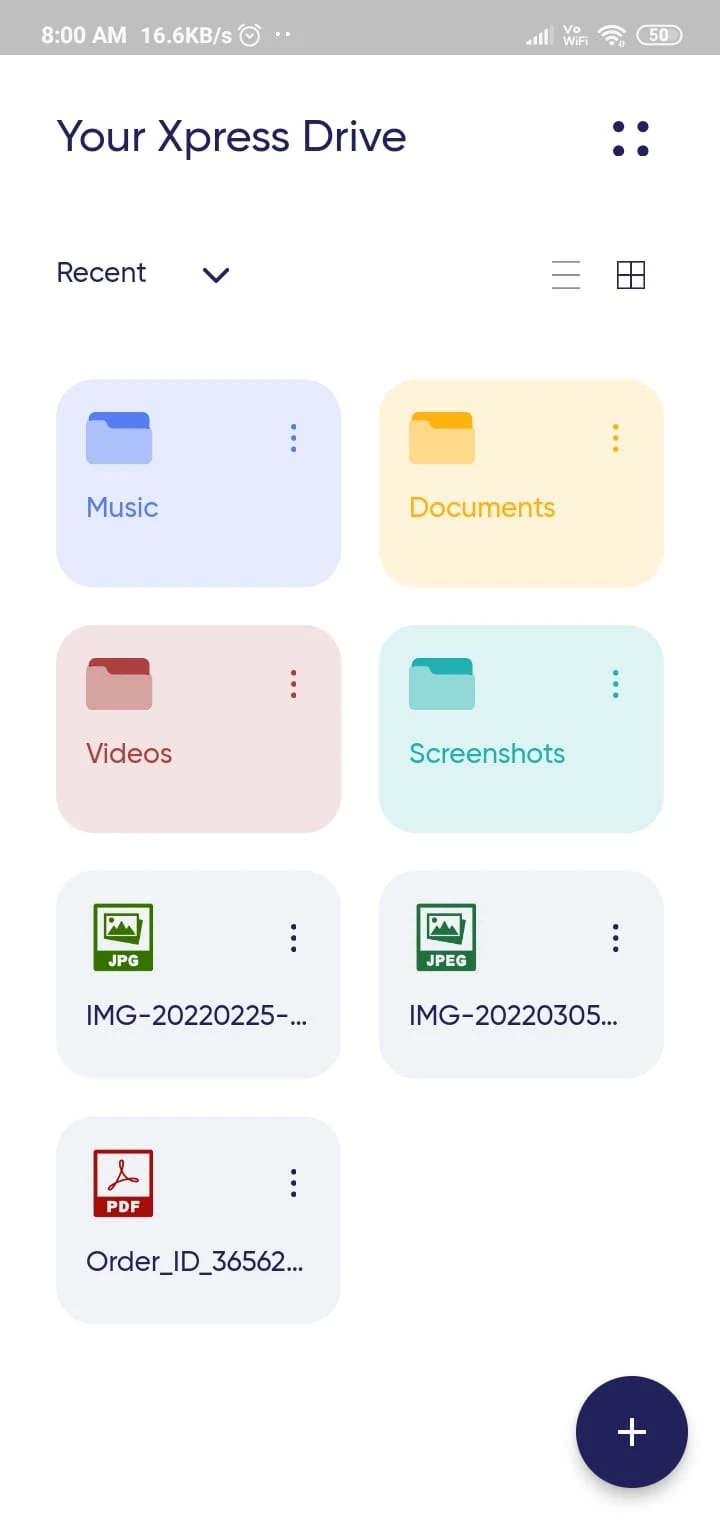 8:00 AM 16.6KB/s
Vo
WiFi
50
Your Xpress Drive
Recent
Music
Documents
Videos
Screenshots
JPG
JPEG
IMG-20220225-...
IMG-20220305...
PDF
Order_ID_36562...